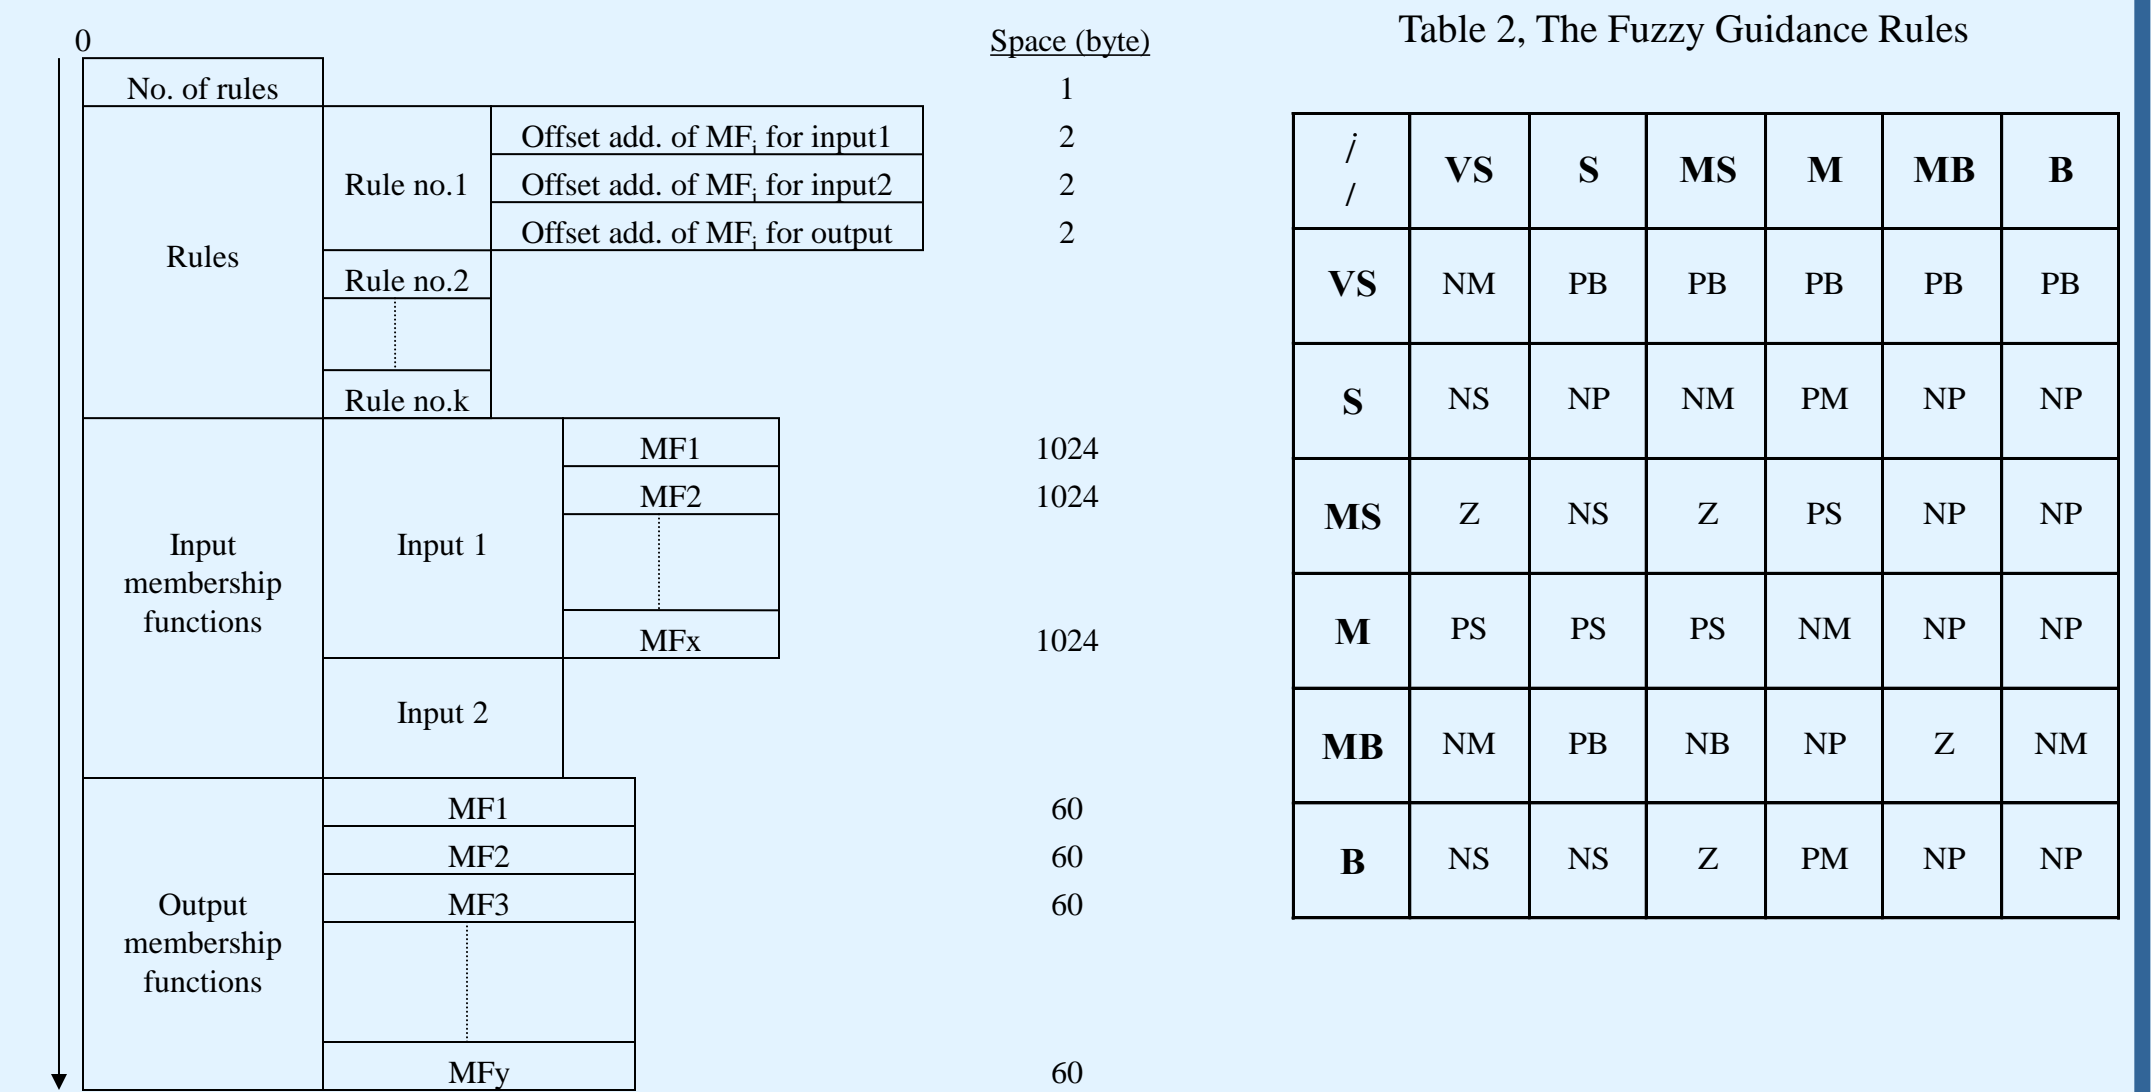 0
Space (byte)
No. of rules
1
Rules
Rule no.1
Offset add. of MFi for input1
2
Offset add. of MFi for input2
2
Offset add. of MFi for output
2
Rule no.2
Rule no.k
Input
membership
functions
Input 1
MF1
1024
MF2
1024
MFx
1024
Input 2
Output
membership
functions
MF1
60
MF2
60
MF3
60
MFy
60
Table 2, The Fuzzy Guidance Rules
j
/ VS S MS M MB B
VS NM PB PB PB PB PB
S NS NP NM PM NP NP
MS Z NS Z PS NP NP
M PS PS PS NM NP NP
MB NM PB NB NP Z NM
B NS NS Z PM NP NP